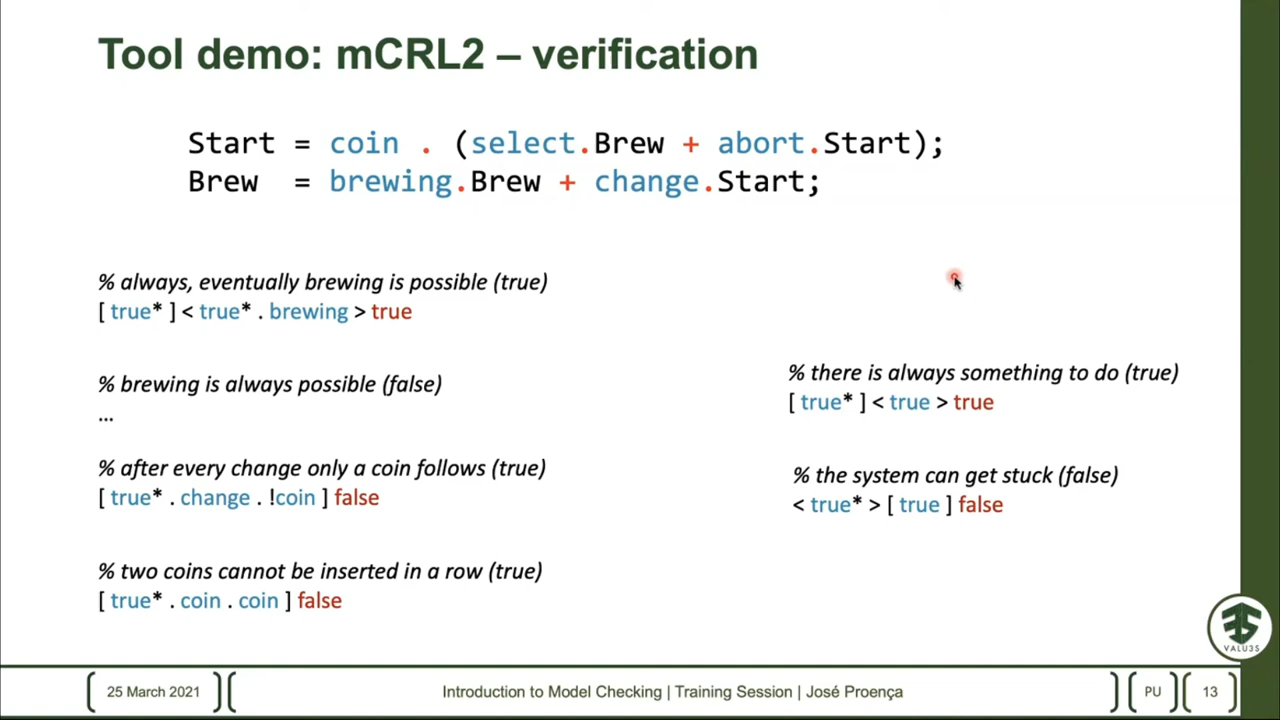 Tool demo: mCRL2 – verification
Start = coin . (select.Brew + abort.Start);
Brew = brewing.Brew + change.Start;
% always, eventually brewing is possible (true)
[ true* ] < true* . brewing > true
% brewing is always possible (false)
...
% after every change only a coin follows (true)
[ true* . change . !coin ] false
% two coins cannot be inserted in a row (true)
[ true* . coin . coin ] false
% there is always something to do (true)
[ true* ] < true > true
% the system can get stuck (false)
< true* > [ true ] false
VALU3S
25 March 2021
Introduction to Model Checking | Training Session | José Proença
PU
13